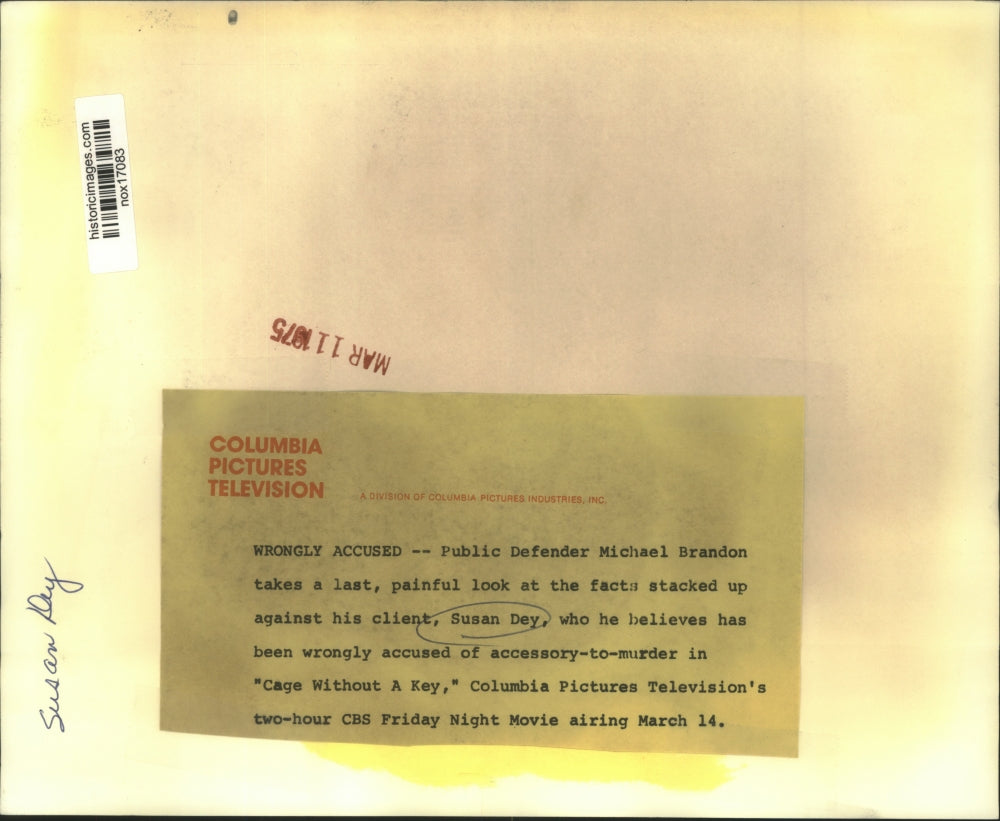 historicimages.com
nox17083
MAR 11 1975
COLUMBIA
PICTURES
TELEVISION
A DIVISION OF COLUMBIA PICTURES INDUSTRIES, INC.
WRONGLY ACCUSED -- Public Defender Michael Brandon
takes a last, painful look at the facts stacked up
against his client, Susan Dey, who he believes has
been wrongly accused of accessory-to-murder in
"Cage Without A Key," Columbia Pictures Television's
two-hour CBS Friday Night Movie airing March 14.
Susan Dey